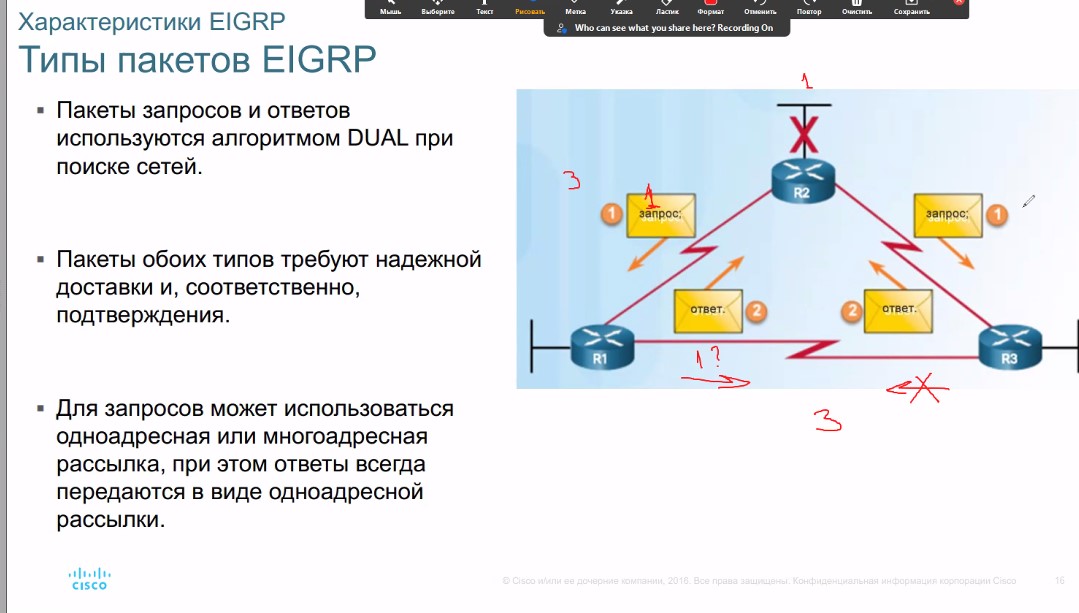 Характеристики EIGRP
Типы пакетов EIGRP
Мышь
Выберите
Текст
Рисовать
Метка
Указка
Ластик
Формат
Отменить
Повтор
Очистить
Сохранить
Who can see what you share here? Recording On
▪ Пакеты запросов и ответов
используются алгоритмом DUAL при
поиске сетей.
▪ Пакеты обоих типов требуют надежной
доставки и, соответственно,
подтверждения.
▪ Для запросов может использоваться
одноадресная или многоадресная
рассылка, при этом ответы всегда
передаются в виде одноадресной
рассылки.
1
R2
3
1
1
запрос;
запрос;
1
ответ.
2
2
ответ.
R1
R3
1?
3
cisco
© Cisco и/или ее дочерние компании, 2016. Все права защищены. Конфиденциальная информация корпорации Cisco
16